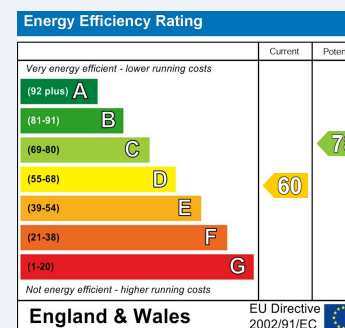 Energy Efficiency Rating
Current
Very energy efficient - lower running costs
(92 plus) A
(81-91) B
(69-80) C
(55-68) D
60
(39-54) E
(21-38) F
(1-20) G
Not energy efficient - higher running costs
England & Wales
EU Directive
2002/91/EC